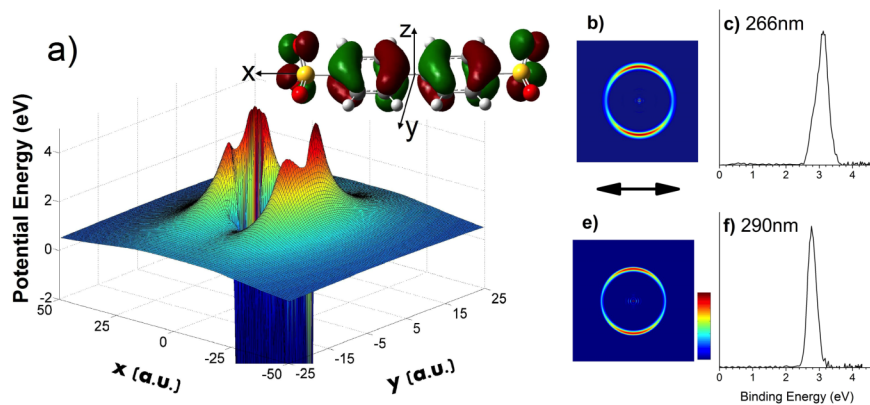 a)
z
x
y
Potential Energy (eV)
4
2
0
-2
50
25
0
-25
-50
x (a.u.)
-25
-15
-5
5
15
25
y (a.u.)
b)
c) 266nm
0 1 2 3 4
e)
f) 290nm
0 1 2 3 4
Binding Energy (eV)